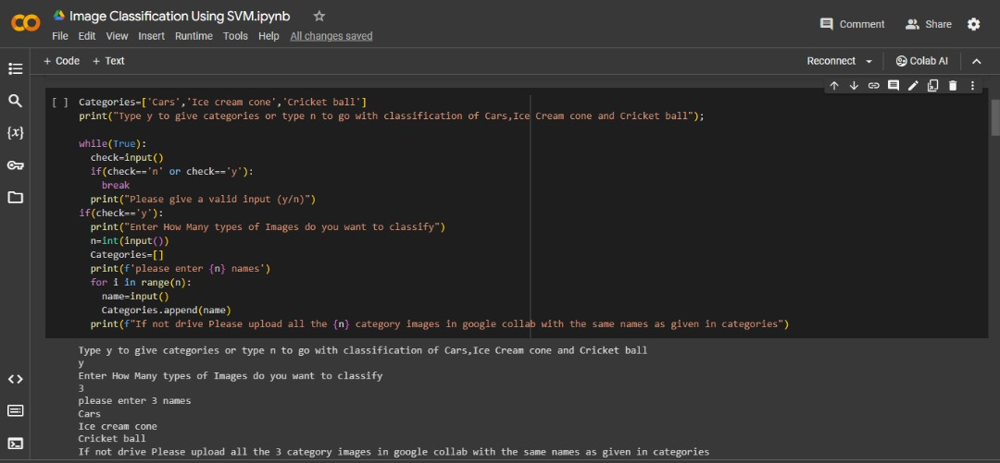 Image Classification Using SVM.ipynb
File Edit View Insert Runtime Tools Help All changes saved
Comment Share
+ Code + Text
Reconnect Colab AI
[ ] Categories=['Cars','Ice cream cone','Cricket ball']
print("Type y to give categories or type n to go with classification of Cars,Ice Cream cone and Cricket ball");
while(True):
check=input()
if(check=='n' or check=='y'):
break
print("Please give a valid input (y/n)")
if(check=='y'):
print("Enter How Many types of Images do you want to classify")
n=int(input())
Categories=[]
print(f'please enter {n} names')
for i in range(n):
name=input()
Categories.append(name)
print(f"If not drive Please upload all the {n} category images in google collab with the same names as given in categories")
Type y to give categories or type n to go with classification of Cars,Ice Cream cone and Cricket ball
y
Enter How Many types of Images do you want to classify
3
please enter 3 names
Cars
Ice cream cone
Cricket ball
If not drive Please upload all the 3 category images in google collab with the same names as given in categories